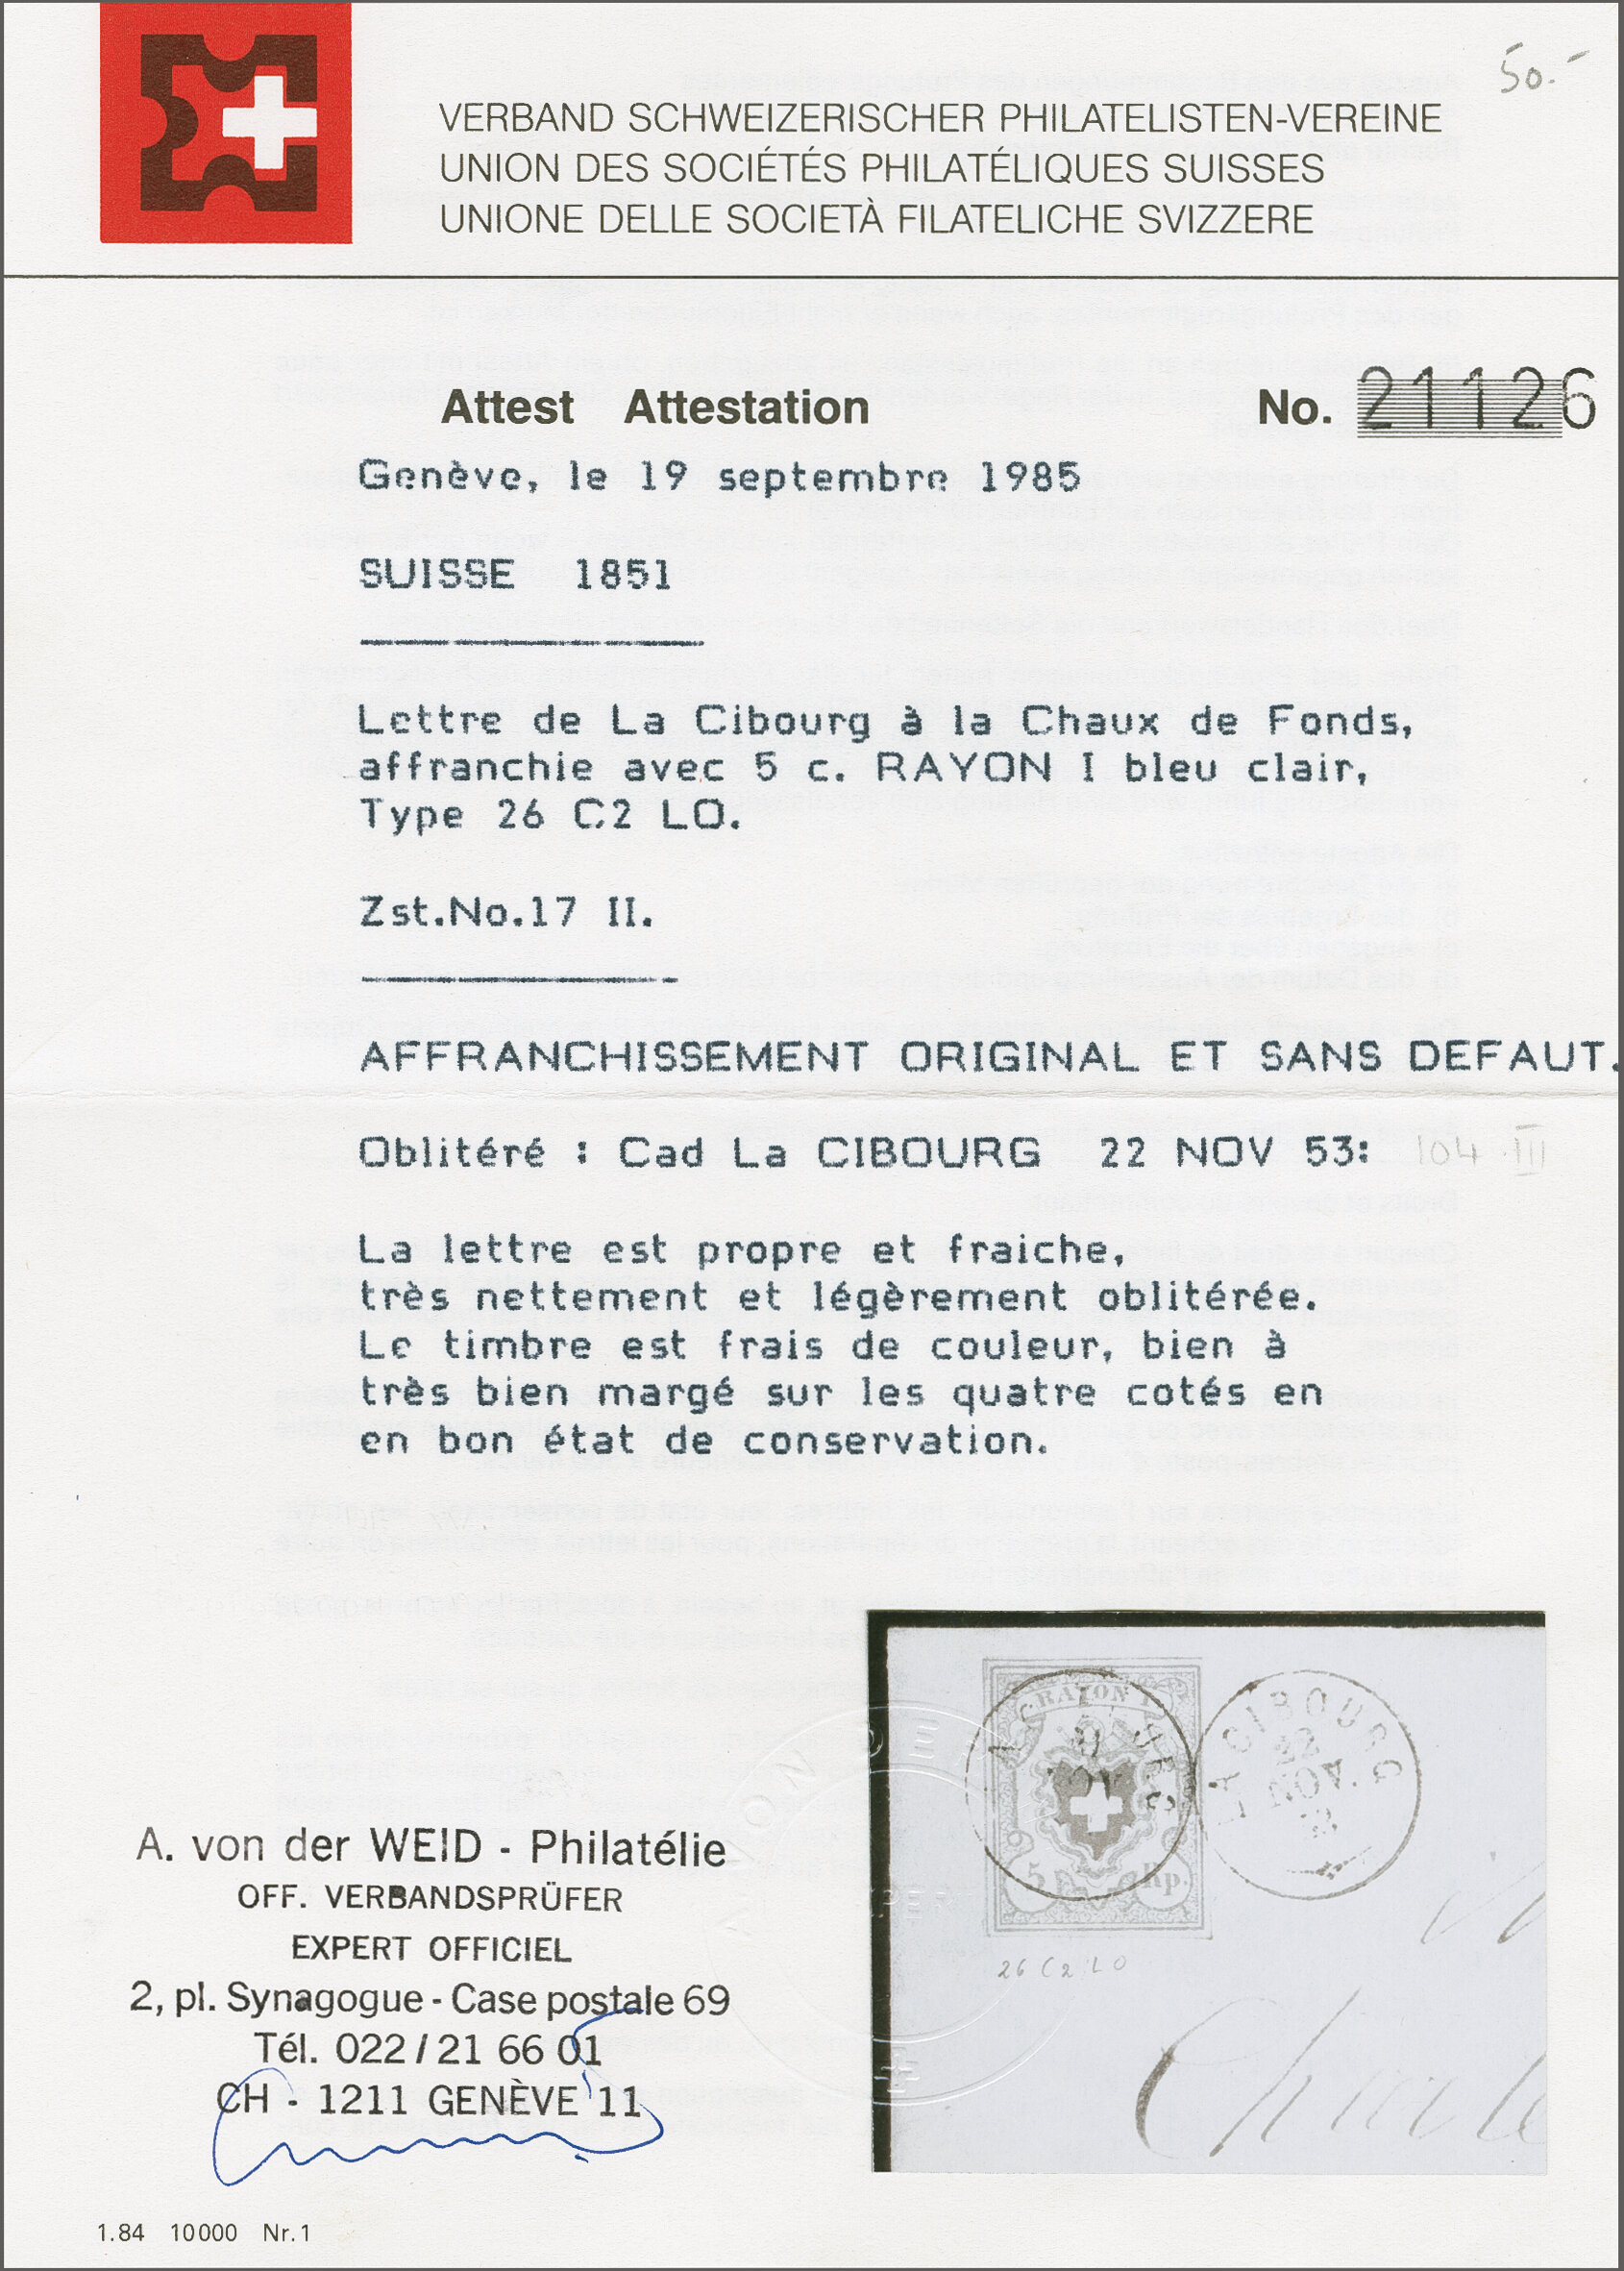 50.-
VERBAND SCHWEIZERISCHER PHILATELISTEN-VEREINE
UNION DES SOCIÉTÉS PHILATÉLIQUES SUISSES
UNIONE DELLE SOCIETÀ FILATELICHE SVIZZERE
Attest Attestation No. 21126
Genève, le 19 septembre 1985
SUISSE 1851
Lettre de La Cibourg à la Chaux de Fonds,
affranchie avec 5 c. RAYON I bleu clair,
Type 26 C2 LO.
Zst.No.17 II.
AFFRANCHISSEMENT ORIGINAL ET SANS DEFAUT.
Oblitéré : Cad La CIBOURG 22 NOV 53: 104 III
La lettre est propre et fraiche,
très nettement et légèrement oblitérée.
Le timbre est frais de couleur, bien à
très bien margé sur les quatre cotés en
en bon état de conservation.
RAYON I.
5 Rp.
LA CIBOURG
22
NOV.
26 C2 LO
A. von der WEID - Philatélie
OFF. VERBANDSPRÜFER
EXPERT OFFICIEL
2, pl. Synagogue - Case postale 69
Tél. 022 / 21 66 01
CH - 1211 GENÈVE 11
1.84 10000 Nr. 1